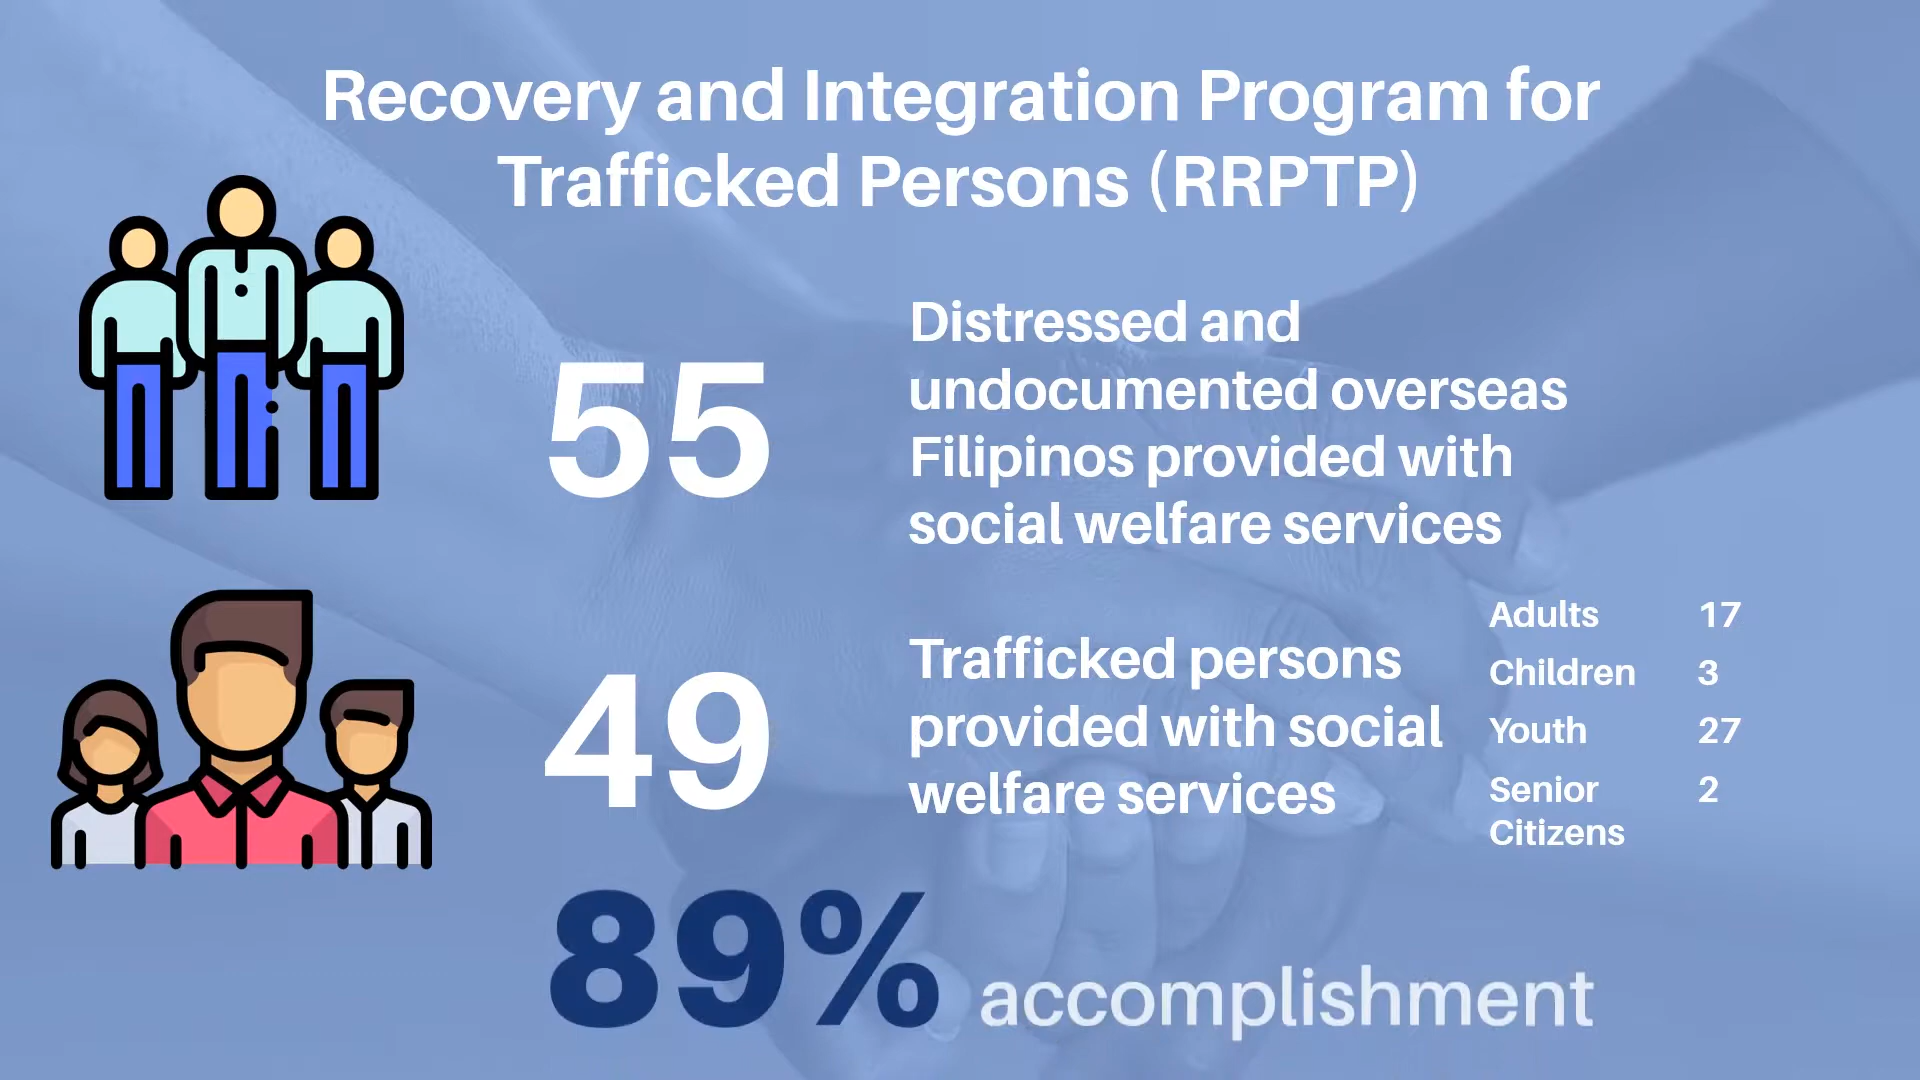 Recovery and Integration Program for
Trafficked Persons (RRPTP)
55
Distressed and
undocumented overseas
Filipinos provided with
social welfare services
49
Trafficked persons
provided with social
welfare services
Adults 17
Children 3
Youth 27
Senior 2
Citizens
89% accomplishment